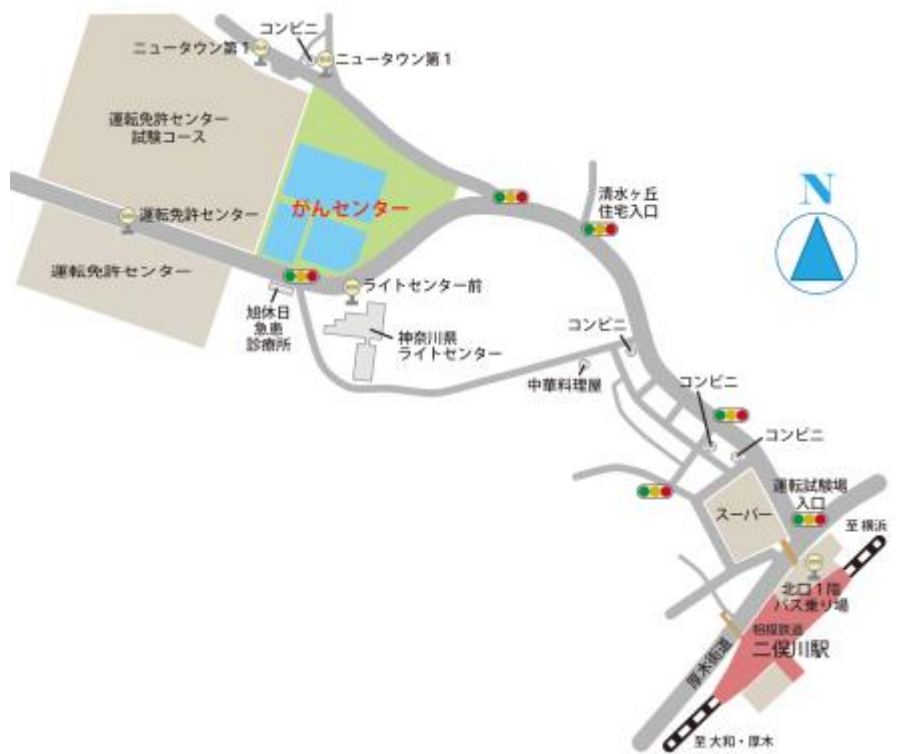 コンビニ
ニュータウン第1
ニュータウン第1
運転免許センター
試験コース
がんセンター
運転免許センター
運転免許センター
清水ヶ丘
住宅入口
N
ライトセンター前
旭休日
急患
診療所
神奈川県
ライトセンター
コンビニ
中華料理屋
コンビニ
コンビニ
スーパー
運転試験場
入口
至 横浜
北口1階
バス乗り場
相模鉄道
二俣川駅
厚木街道
至 大和・厚木